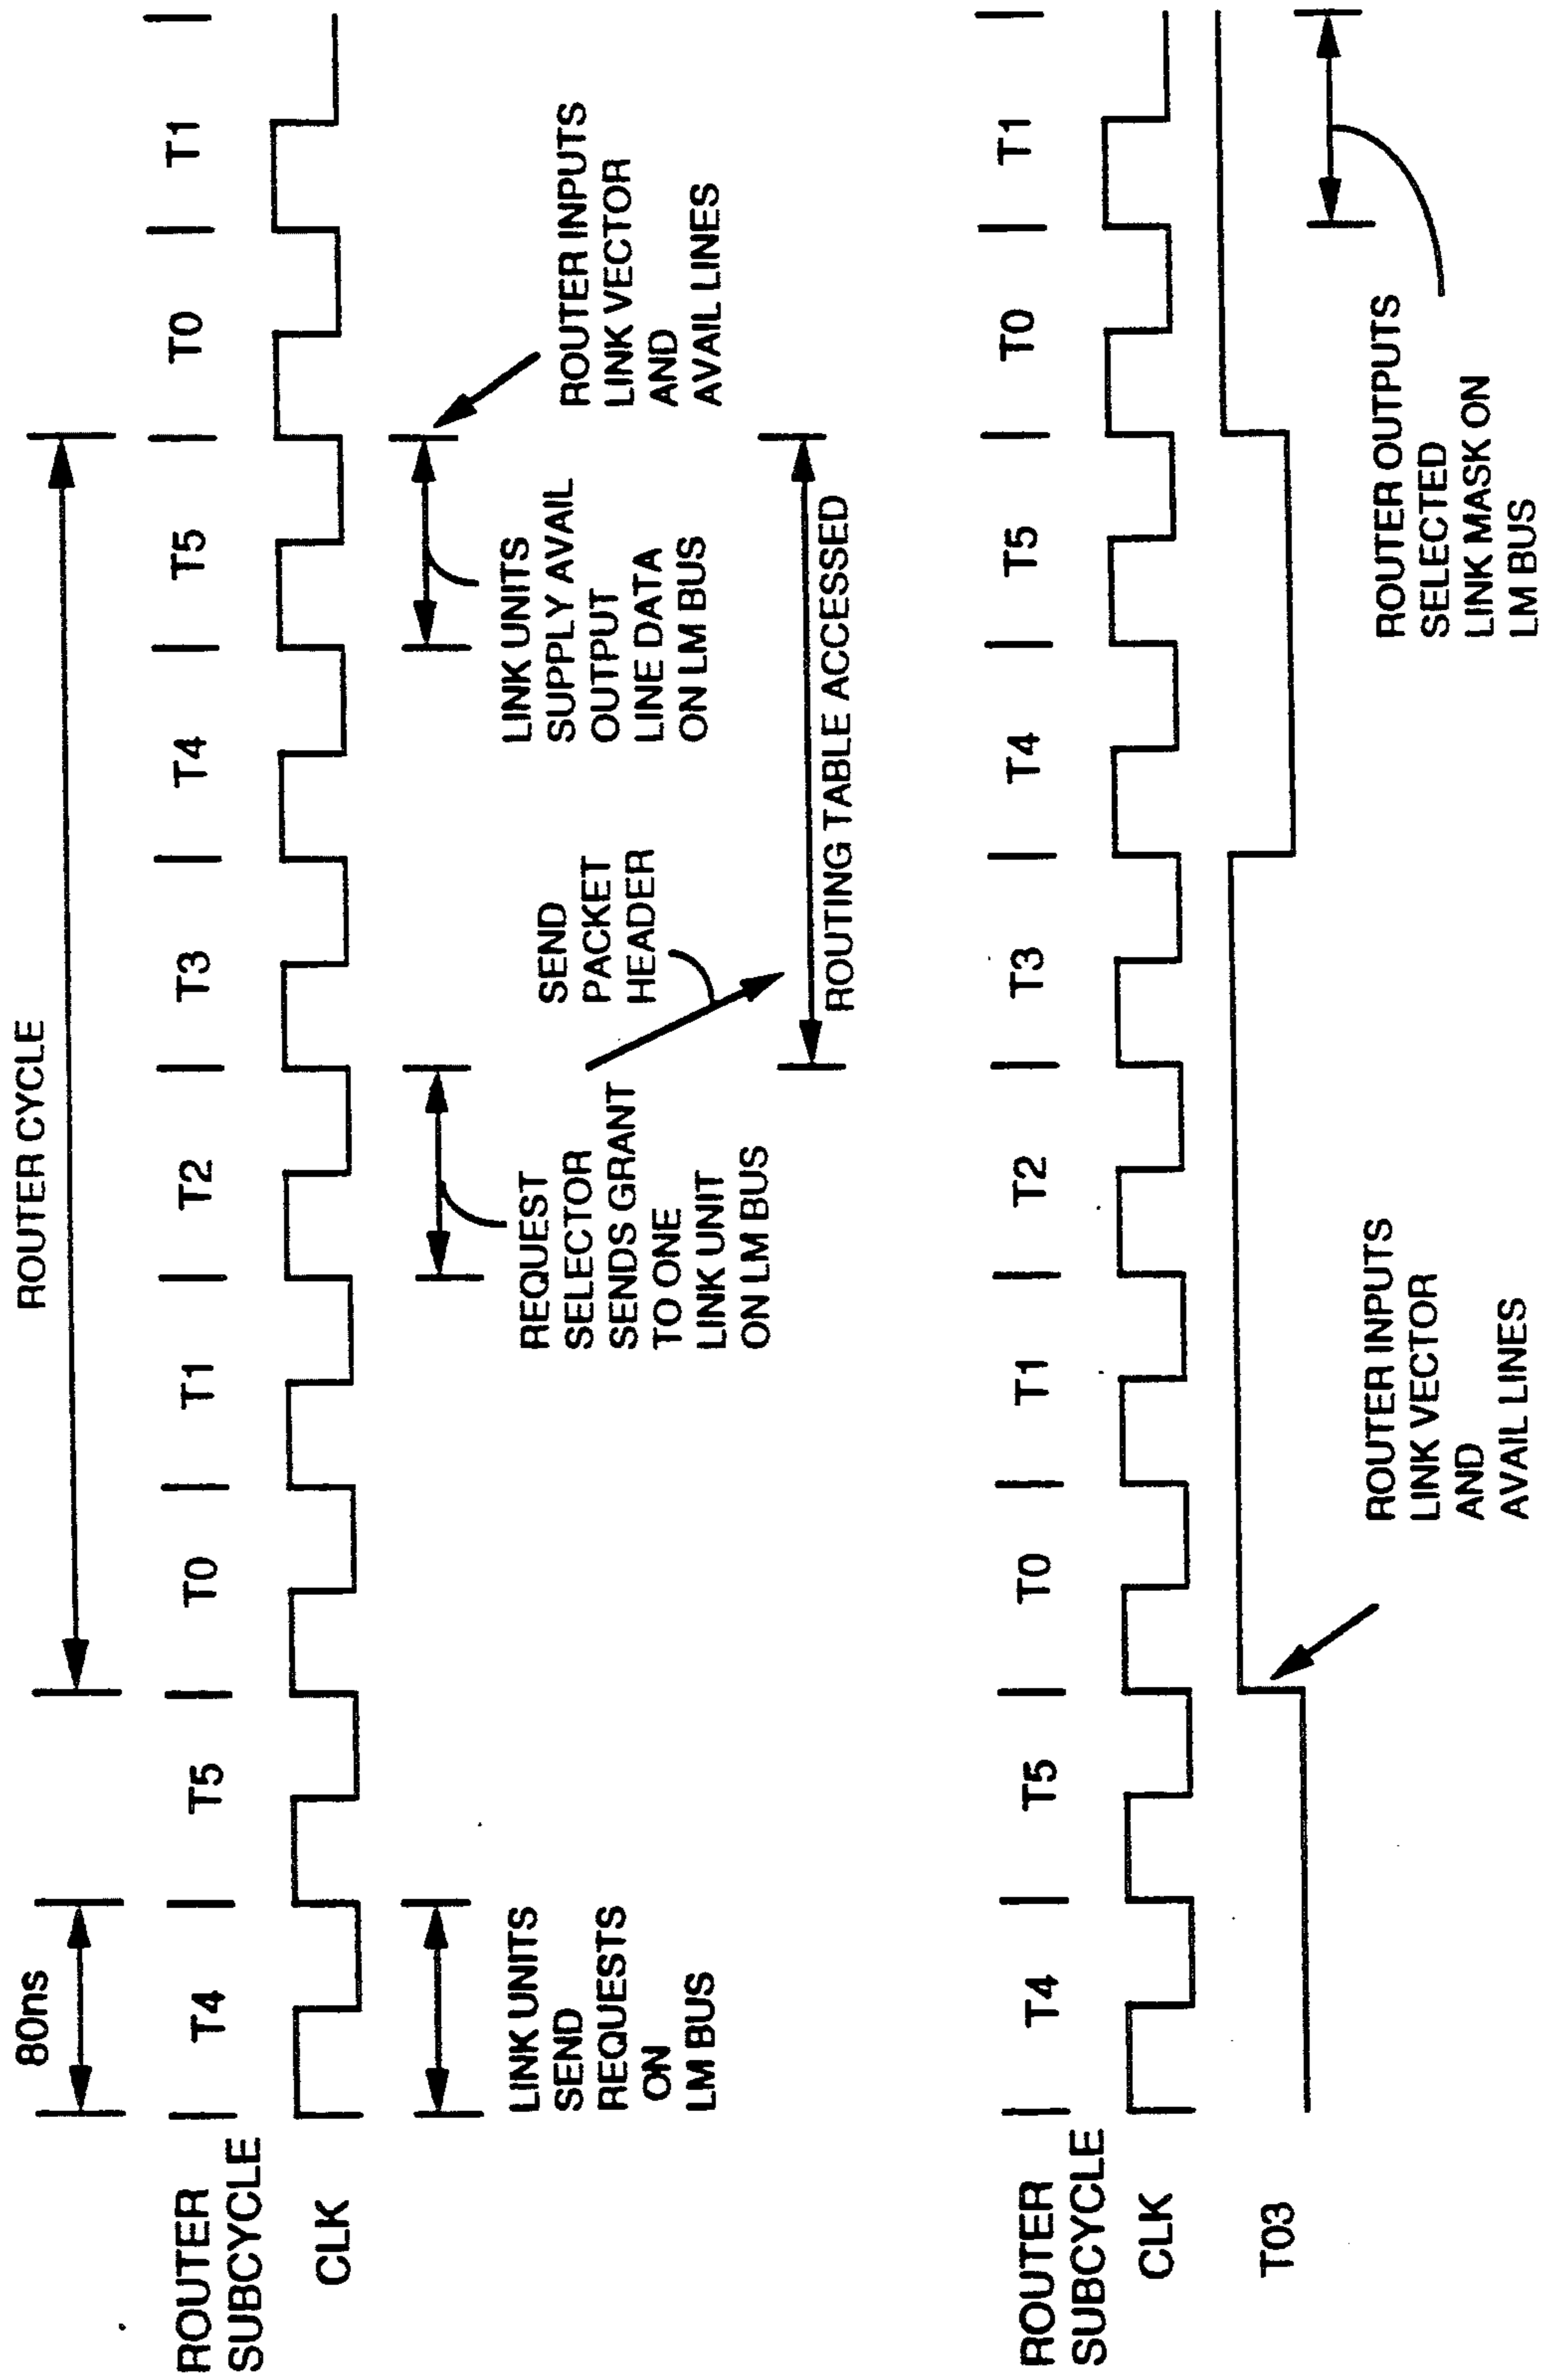 80ns
ROUTER CYCLE
ROUTER
SUBCYCLE
T4 T5 T0 T1 T2 T3 T4 T5 T0 T1
CLK
LINK UNITS
SEND
REQUESTS
ON
LM BUS
REQUEST
SELECTOR
SENDS GRANT
TO ONE
LINK UNIT
ON LM BUS
SEND
PACKET
HEADER
LINK UNITS
SUPPLY AVAIL
OUTPUT
LINE DATA
ON LM BUS
ROUTER INPUTS
LINK VECTOR
AND
AVAIL LINES
ROUTING TABLE ACCESSED
ROUTER
SUBCYCLE
T4 T5 T0 T1 T2 T3 T4 T5 T0 T1
CLK
T03
ROUTER INPUTS
LINK VECTOR
AND
AVAIL LINES
ROUTER OUTPUTS
SELECTED
LINK MASK ON
LM BUS